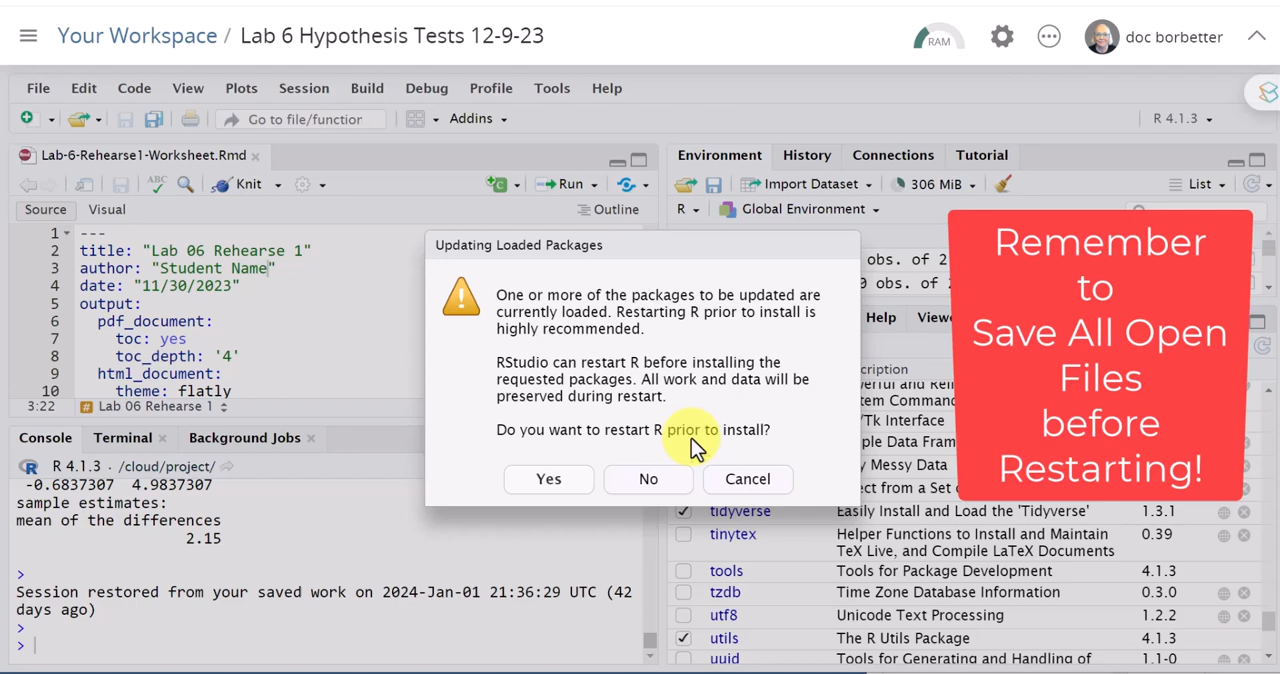 Your Workspace / Lab 6 Hypothesis Tests 12-9-23
RAM
doc borbetter
File Edit Code View Plots Session Build Debug Profile Tools Help
Go to file/function
Addins
R 4.1.3
Lab-6-Rehearse1-Worksheet.Rmd
ABC
Knit
Run
Source
Visual
Outline
1 ---
2 title: "Lab 06 Rehearse 1"
3 author: "Student Name"
4 date: "11/30/2023"
5 output:
6 pdf_document:
7 toc: yes
8 toc_depth: '4'
9 html_document:
10 theme: flatly
3:22
Lab 06 Rehearse 1
Console
Terminal
Background Jobs
R 4.1.3 · /cloud/project/
-0.6837307 4.9837307
sample estimates:
mean of the differences
2.15
>
Session restored from your saved work on 2024-Jan-01 21:36:29 UTC (42
days ago)
>
>
Updating Loaded Packages
One or more of the packages to be updated are
currently loaded. Restarting R prior to install is
highly recommended.
RStudio can restart R before installing the
requested packages. All work and data will be
preserved during restart.
Do you want to restart R prior to install?
Yes
No
Cancel
Environment
History
Connections
Tutorial
Import Dataset
306 MiB
List
R
Global Environment
obs. of 2
obs. of 2
Help
View
Remember
to
Save All Open
Files
before
Restarting!
tidyverse Easily Install and Load the 'Tidyverse' 1.3.1
tinytex Helper Functions to Install and Maintain 0.39
TeX Live, and Compile LaTeX Documents
tools Tools for Package Development 4.1.3
tzdb Time Zone Database Information 0.3.0
utf8 Unicode Text Processing 1.2.2
utils The R Utils Package 4.1.3
uuid Tools for Generating and Handling of 1.1-0